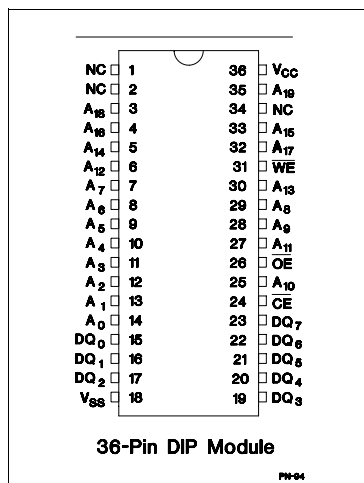 NC 1 36 VCC
NC 2 35 A19
A18 3 34 NC
A16 4 33 A15
A14 5 32 A17
A12 6 31 WE
A7 7 30 A13
A6 8 29 A8
A5 9 28 A9
A4 10 27 A11
A3 11 26 OE
A2 12 25 A10
A1 13 24 CE
A0 14 23 DQ7
DQ0 15 22 DQ6
DQ1 16 21 DQ5
DQ2 17 20 DQ4
VSS 18 19 DQ3
36-Pin DIP Module
PN-94